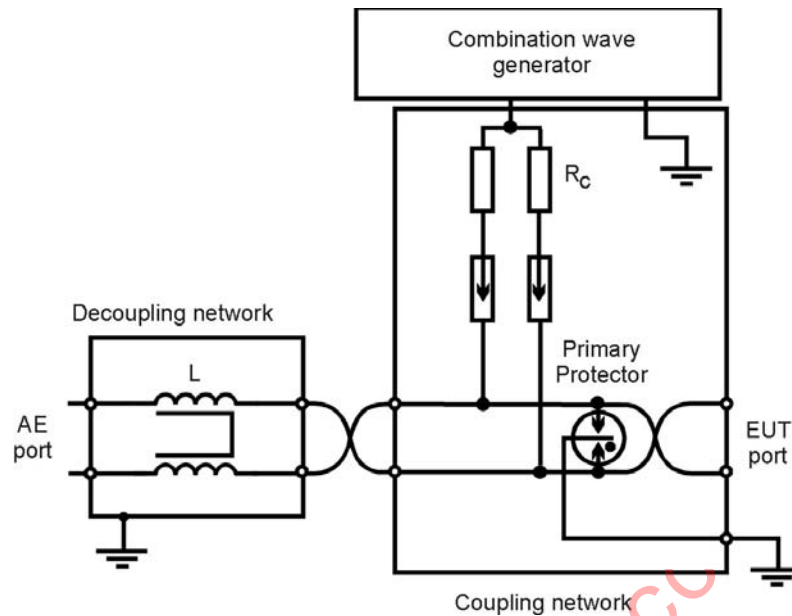 Combination wave
generator
R_C
Decoupling network
L
Primary
Protector
AE
port
EUT
port
Coupling network